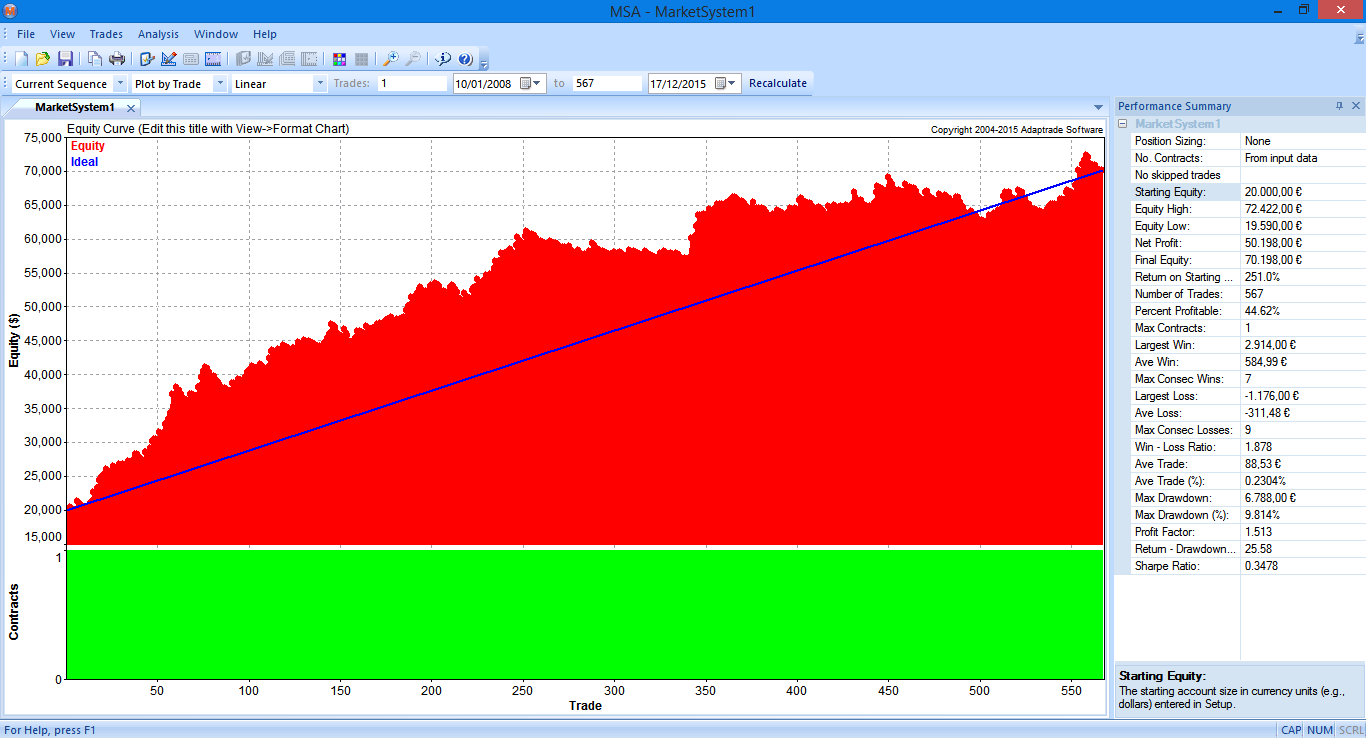 MSA - MarketSystem1
File View Trades Analysis Window Help
Current Sequence Plot by Trade Linear Trades: 1 10/01/2008 to 567 17/12/2015 Recalculate
MarketSystem1
Equity Curve (Edit this title with View->Format Chart)
Copyright 2004-2015 Adaptrade Software
Equity
Ideal
75,000
70,000
65,000
60,000
55,000
50,000
45,000
40,000
35,000
30,000
25,000
20,000
15,000
Equity ($)
1
0
Contracts
50 100 150 200 250 300 350 400 450 500 550
Trade
Performance Summary
MarketSystem1
Position Sizing: None
No. Contracts: From input data
No skipped trades
Starting Equity: 20.000,00 €
Equity High: 72.422,00 €
Equity Low: 19.590,00 €
Net Profit: 50.198,00 €
Final Equity: 70.198,00 €
Return on Starting ... 251.0%
Number of Trades: 567
Percent Profitable: 44.62%
Max Contracts: 1
Largest Win: 2.914,00 €
Ave Win: 584,99 €
Max Consec Wins: 7
Largest Loss: -1.176,00 €
Ave Loss: -311,48 €
Max Consec Losses: 9
Win - Loss Ratio: 1.878
Ave Trade: 88,53 €
Ave Trade (%): 0.2304%
Max Drawdown: 6.788,00 €
Max Drawdown (%): 9.814%
Profit Factor: 1.513
Return - Drawdown... 25.58
Sharpe Ratio: 0.3478
Starting Equity:
The starting account size in currency units (e.g.,
dollars) entered in Setup.
For Help, press F1
CAP NUM SCRL